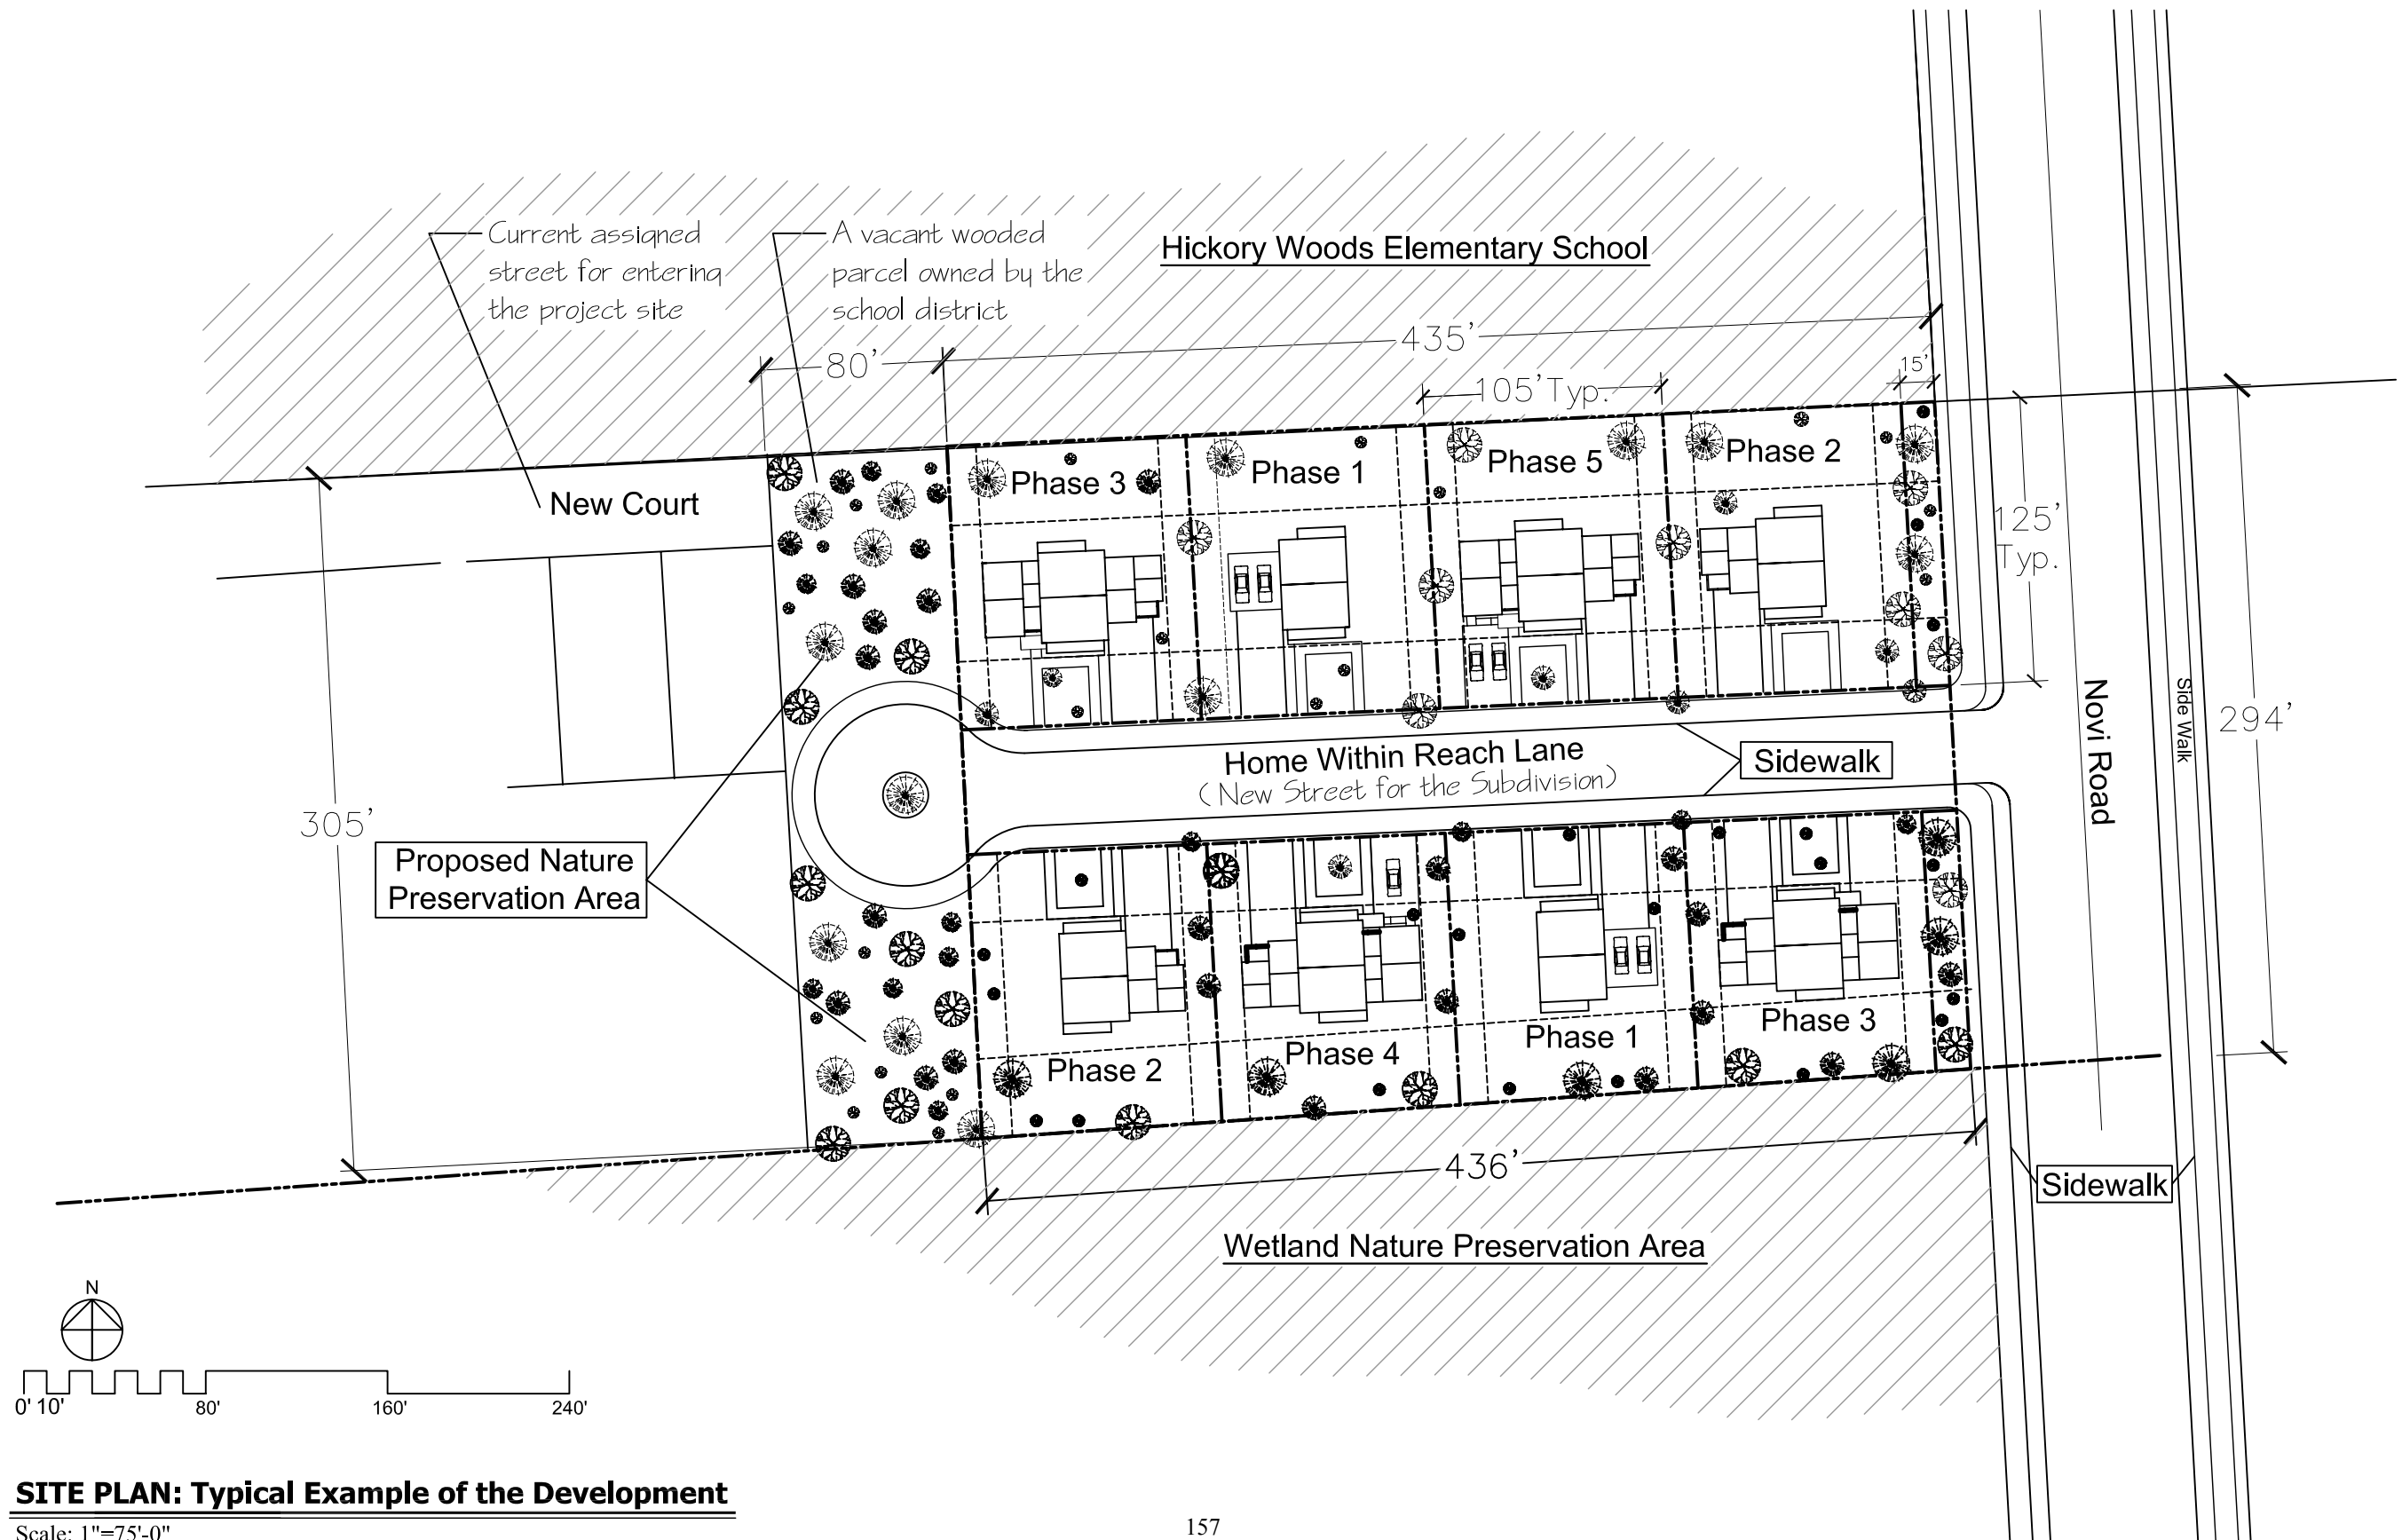 Current assigned
street for entering
the project site
A vacant wooded
parcel owned by the
school district
Hickory Woods Elementary School
435'
80'
15'
105' Typ.
Phase 3
Phase 1
Phase 5
Phase 2
New Court
125'
Typ.
Novi Road
Side Walk
294'
Home Within Reach Lane
(New Street for the Subdivision)
Sidewalk
305'
Proposed Nature
Preservation Area
Phase 2
Phase 4
Phase 1
Phase 3
436'
Sidewalk
Wetland Nature Preservation Area
N
0' 10' 80' 160' 240'
SITE PLAN: Typical Example of the Development
Scale: 1"=75'-0"
157